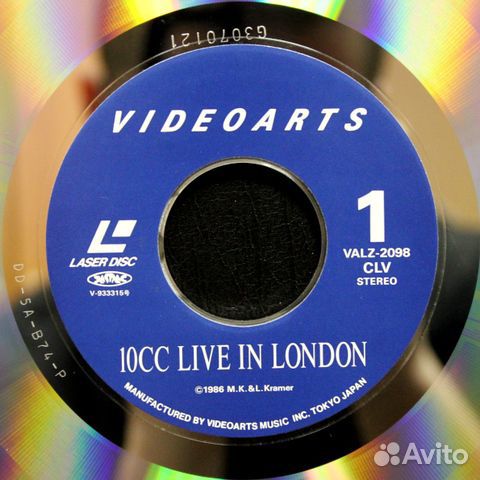 G3070121
VIDEOARTS
LASER DISC
V-933315
1
VALZ-2098
CLV
STEREO
DD-5A-B74-P
10CC LIVE IN LONDON
©1986 M.K.&L.Kramer
MANUFACTURED BY VIDEOARTS MUSIC INC. TOKYO JAPAN
Avito